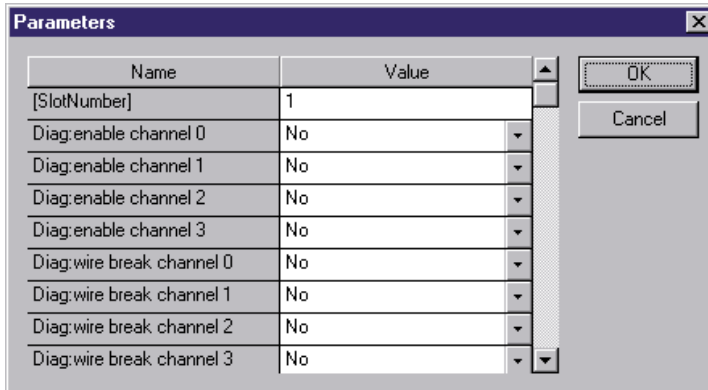 Parameters
Name Value
[SlotNumber] 1
Diag:enable channel 0 No
Diag:enable channel 1 No
Diag:enable channel 2 No
Diag:enable channel 3 No
Diag:wire break channel 0 No
Diag:wire break channel 1 No
Diag:wire break channel 2 No
Diag:wire break channel 3 No
OK
Cancel